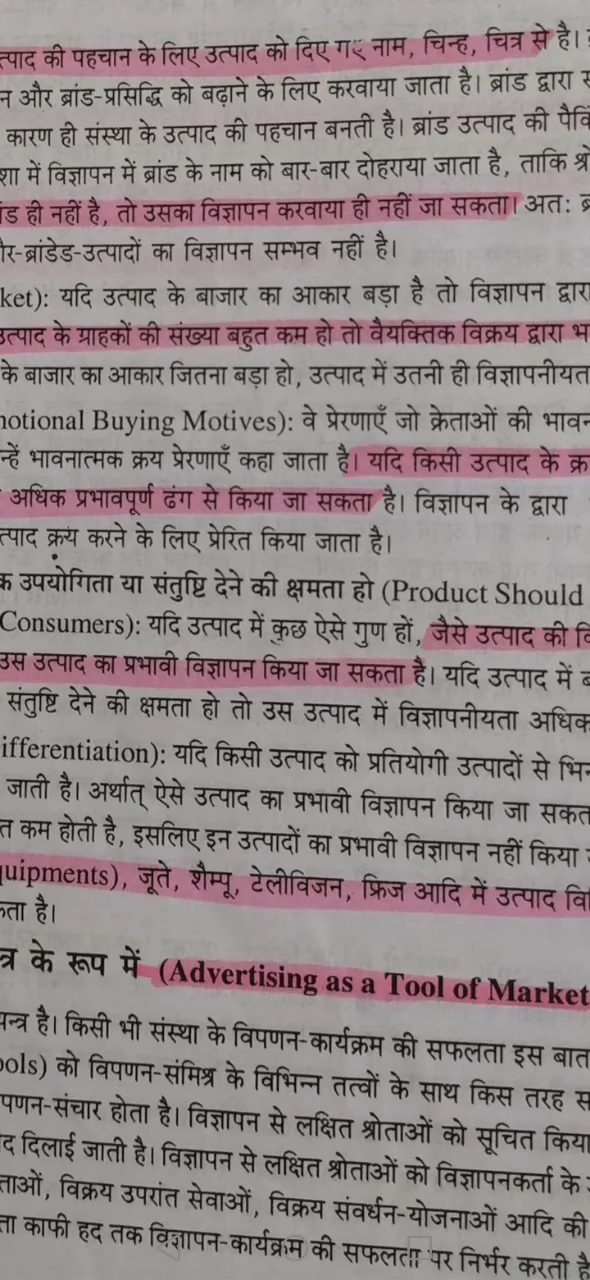 त्पाद की पहचान के लिए उत्पाद को दिए गए नाम, चिन्ह, चित्र से है।
न और ब्रांड-प्रसिद्धि को बढ़ाने के लिए करवाया जाता है। ब्रांड द्वारा
कारण ही संस्था के उत्पाद की पहचान बनती है। ब्रांड उत्पाद की
शा में विज्ञापन में ब्रांड के नाम को बार-बार दोहराया जाता है, ताकि
ही नहीं है, तो उसका विज्ञापन करवाया ही नहीं जा सकता। अतः
र-ब्रांडेड-उत्पादों का विज्ञापन सम्भव नहीं है।
ket): यदि उत्पाद के बाजार का आकार बड़ा है तो विज्ञापन द्वारा
उत्पाद के ग्राहकों की संख्या बहुत कम हो तो वैयक्तिक विक्रय द्वारा भ
के बाजार का आकार जितना बड़ा हो, उत्पाद में उतनी ही विज्ञापनीयत
notional Buying Motives): वे प्रेरणाएँ जो क्रेताओं की भावन
न्हें भावनात्मक क्रय प्रेरणाएँ कहा जाता है। यदि किसी उत्पाद के क्र
अधिक प्रभावपूर्ण ढंग से किया जा सकता है। विज्ञापन के द्वारा
त्पाद क्रय करने के लिए प्रेरित किया जाता है।
क उपयोगिता या संतुष्टि देने की क्षमता हो (Product Should
Consumers): यदि उत्पाद में कुछ ऐसे गुण हों, जैसे उत्पाद की
उस उत्पाद का प्रभावी विज्ञापन किया जा सकता है। यदि उत्पाद में
संतुष्टि देने की क्षमता हो तो उस उत्पाद में विज्ञापनीयता अधिक
ifferentiation): यदि किसी उत्पाद को प्रतियोगी उत्पादों से भिन
जाती है। अर्थात् ऐसे उत्पाद का प्रभावी विज्ञापन किया जा सकत
त कम होती है, इसलिए इन उत्पादों का प्रभावी विज्ञापन नहीं किया
quipments), जूते, शैम्पू, टेलीविजन, फ्रिज आदि में उत्पाद वि
कता है।
त्र के रूप में (Advertising as a Tool of Market
यन्त्र है। किसी भी संस्था के विपणन-कार्यक्रम की सफलता इस बात
ools) को विपणन-संमिश्र के विभिन्न तत्वों के साथ किस तरह स
पणन-संचार होता है। विज्ञापन से लक्षित श्रोताओं को सूचित किया
द दिलाई जाती है। विज्ञापन से लक्षित श्रोताओं को विज्ञापनकर्ता के
ताओं, विक्रय उपरांत सेवाओं, विक्रय संवर्धन-योजनाओं आदि की
ता काफी हद तक विज्ञापन-कार्यक्रम की सफलता पर निर्भर करती है